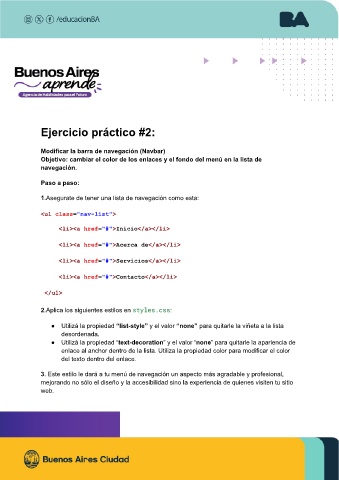 /educacionBA
BA
Buenos Aires
aprende
Agencia de Habilidades para el Futuro
Ejercicio práctico #2:
Modificar la barra de navegación (Navbar)
Objetivo: cambiar el color de los enlaces y el fondo del menú en la lista de
navegación.
Paso a paso:
1.Asegurate de tener una lista de navegación como esta:
<ul class="nav-list">
<li><a href="#">Inicio</a></li>
<li><a href="#">Acerca de</a></li>
<li><a href="#">Servicios</a></li>
<li><a href="#">Contacto</a></li>
</ul>
2.Aplica los siguientes estilos en styles.css:
● Utilizá la propiedad "list-style" y el valor "none" para quitarle la viñeta a la lista
desordenada.
● Utilizá la propiedad "text-decoration" y el valor "none" para quitarle la apariencia de
enlace al anchor dentro de la lista. Utiliza la propiedad color para modificar el color
del texto dentro del enlace.
3. Este estilo le dará a tu menú de navegación un aspecto más agradable y profesional,
mejorando no sólo el diseño y la accesibilidad sino la experiencia de quienes visiten tu sitio
web.
Buenos Aires Ciudad